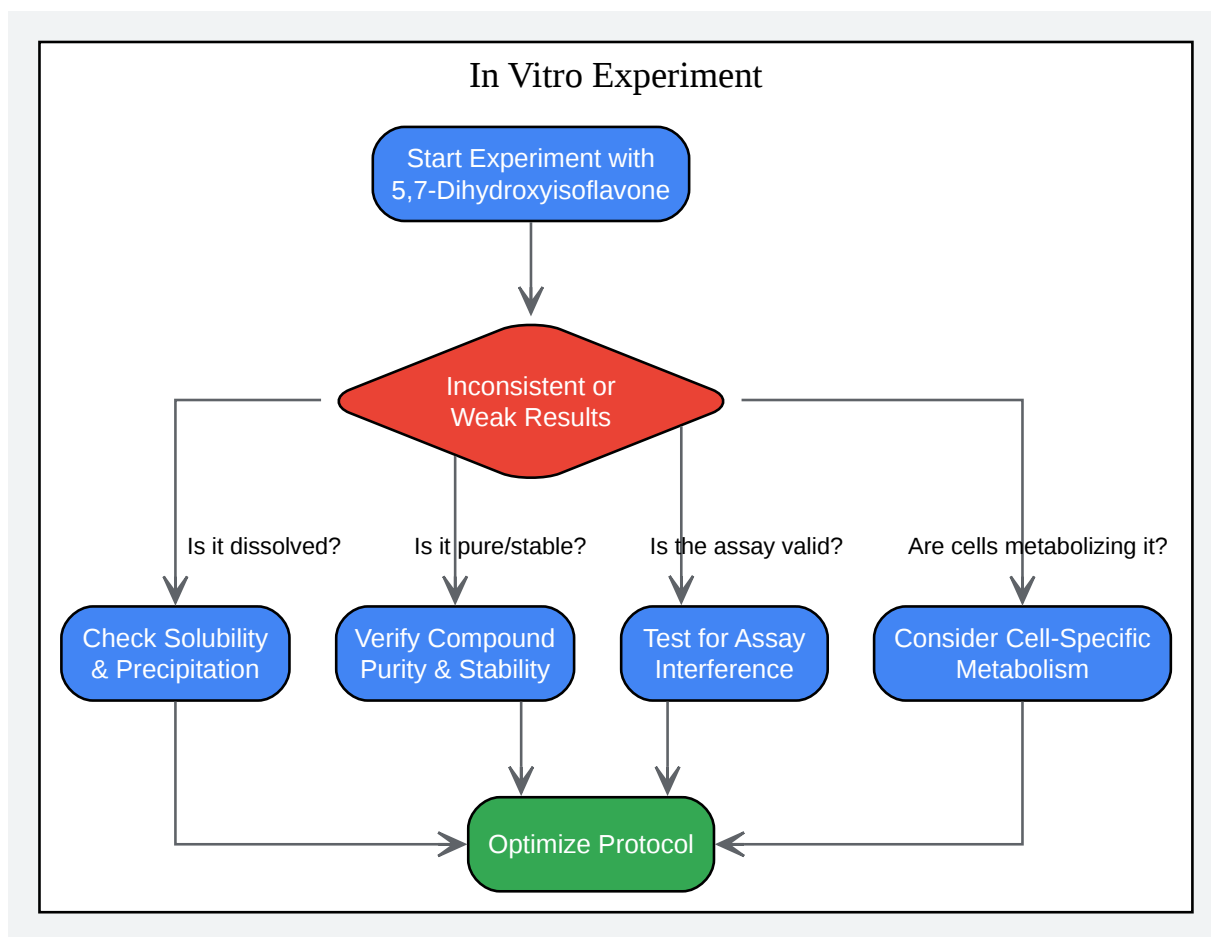 In Vitro Experiment
Start Experiment with
5,7-Dihydroxyisoflavone
Inconsistent or
Weak Results
Is it dissolved?
Is it pure/stable?
Is the assay valid?
Are cells metabolizing it?
Check Solubility
& Precipitation
Verify Compound
Purity & Stability
Test for Assay
Interference
Consider Cell-Specific
Metabolism
Optimize Protocol